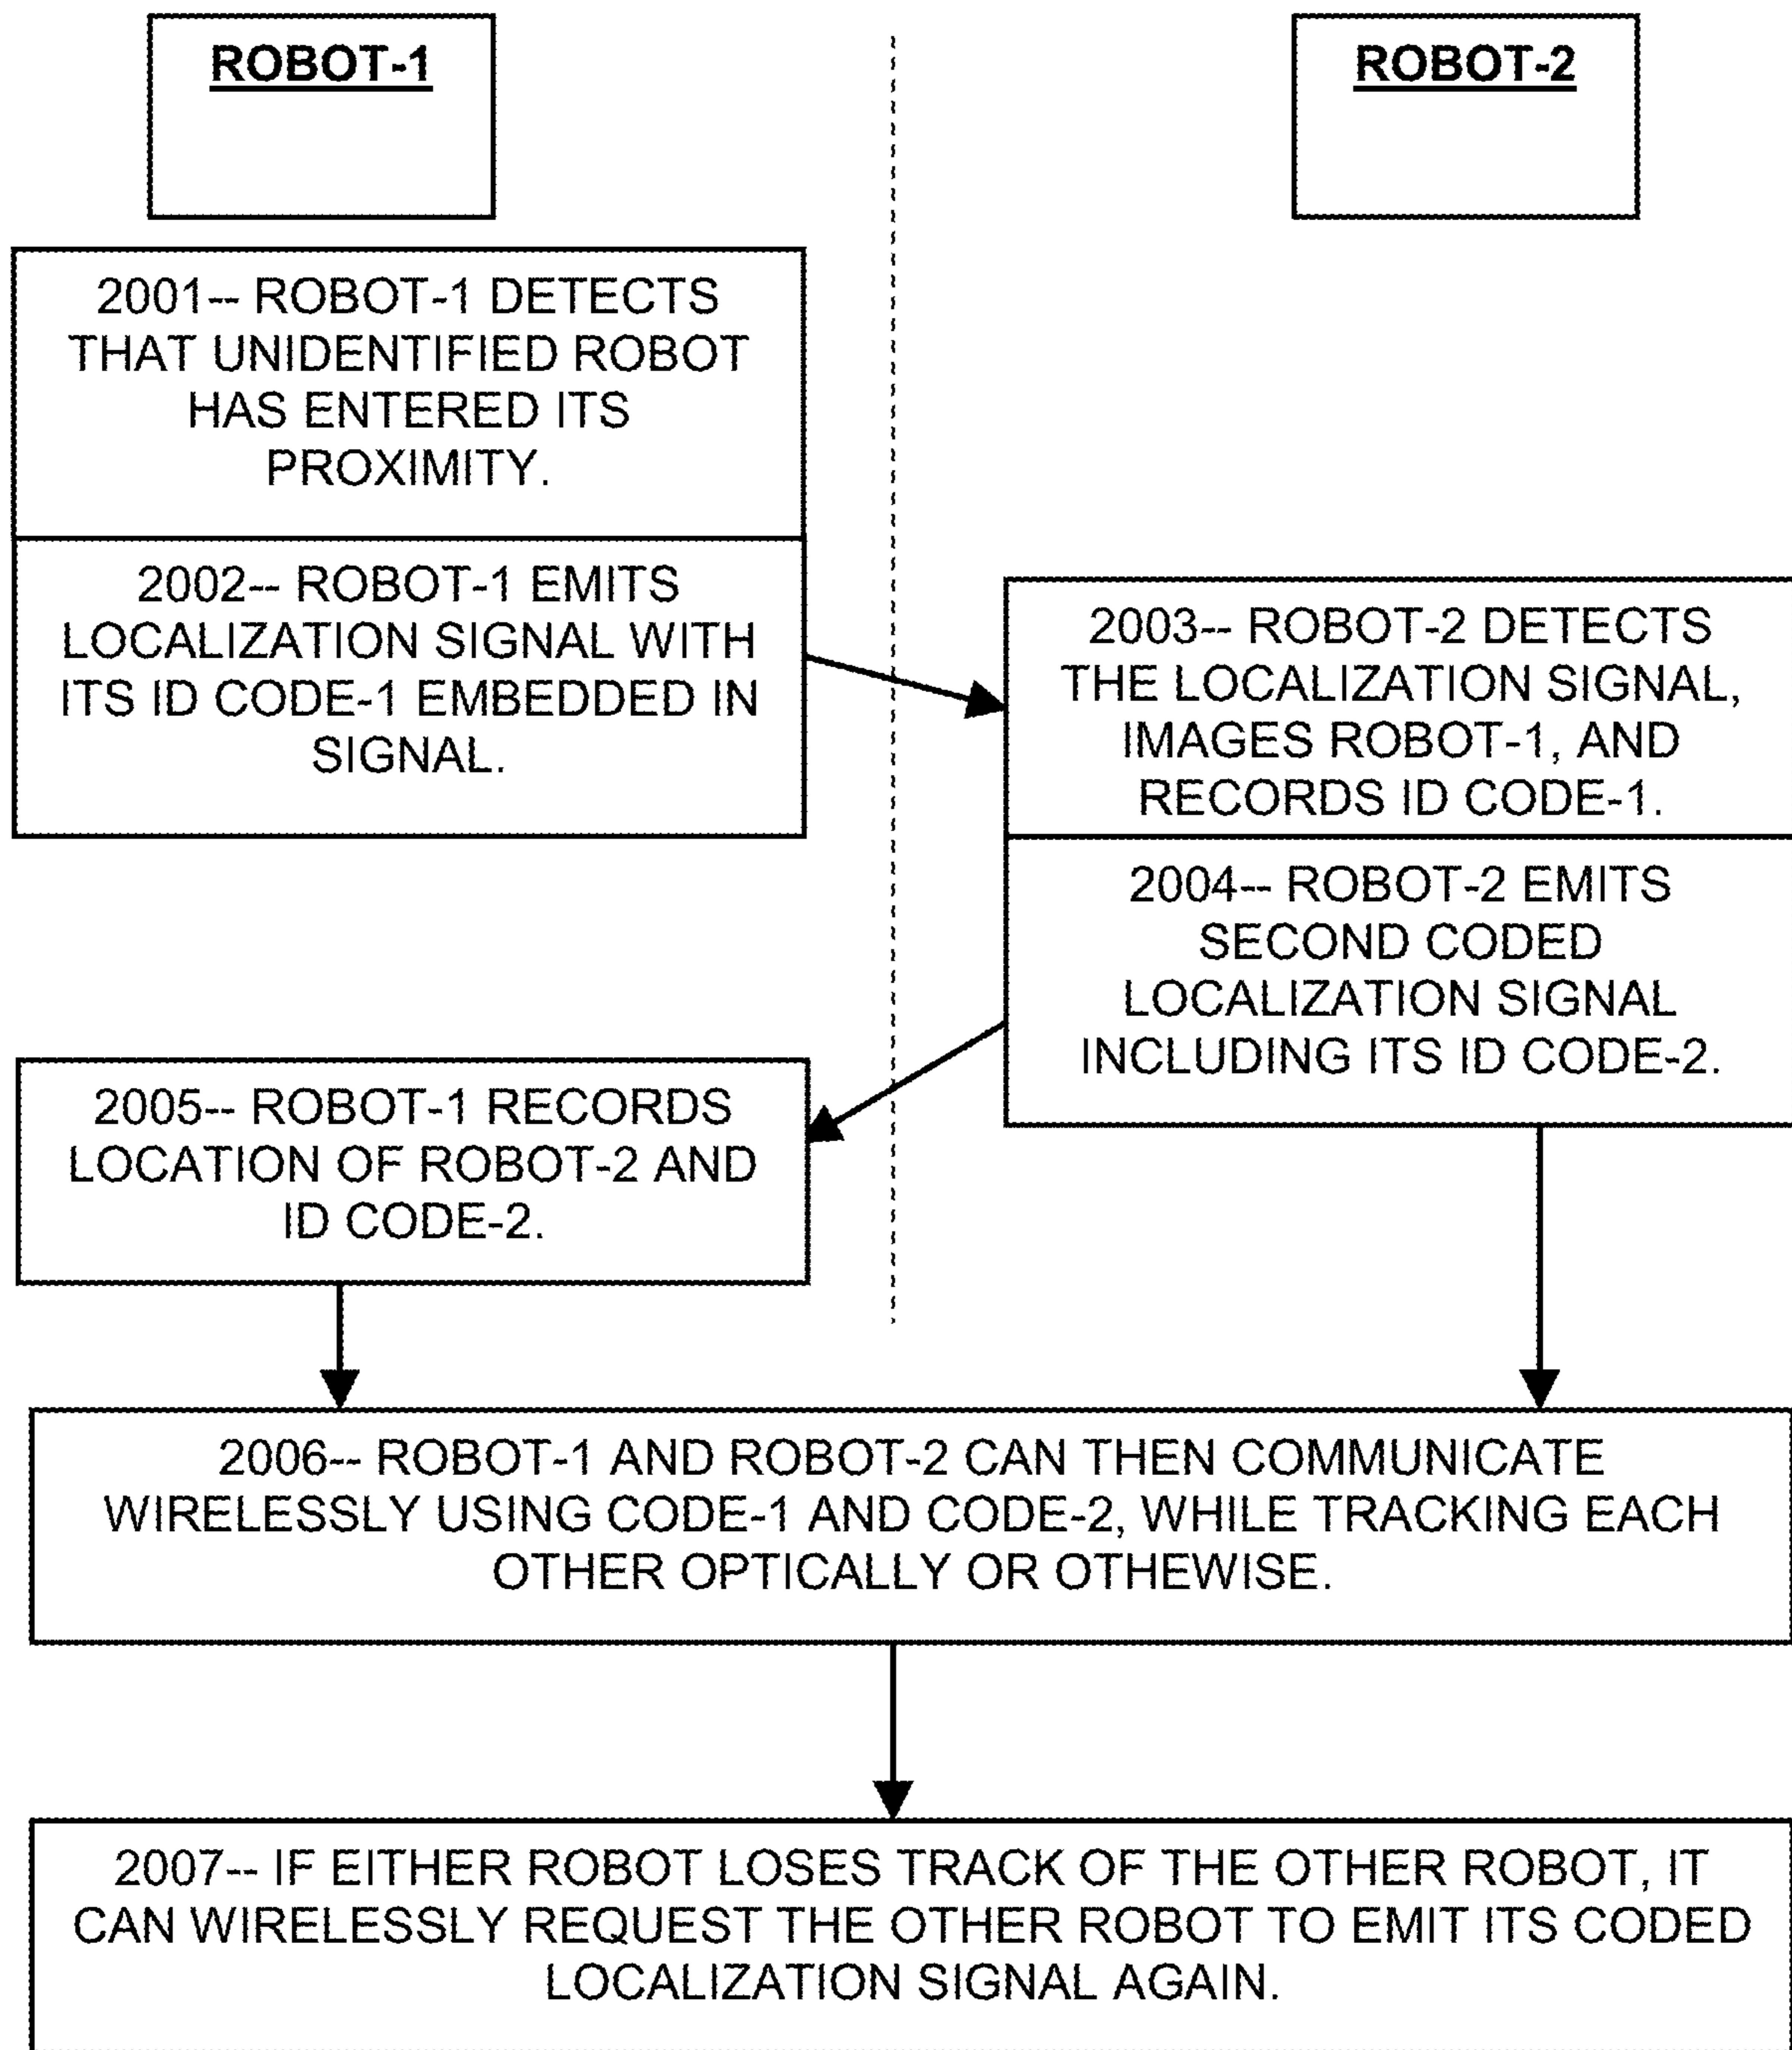 ROBOT-1
ROBOT-2
2001-- ROBOT-1 DETECTS
THAT UNIDENTIFIED ROBOT
HAS ENTERED ITS
PROXIMITY.
2002-- ROBOT-1 EMITS
LOCALIZATION SIGNAL WITH
ITS ID CODE-1 EMBEDDED IN
SIGNAL.
2003-- ROBOT-2 DETECTS
THE LOCALIZATION SIGNAL,
IMAGES ROBOT-1, AND
RECORDS ID CODE-1.
2004-- ROBOT-2 EMITS
SECOND CODED
LOCALIZATION SIGNAL
INCLUDING ITS ID CODE-2.
2005-- ROBOT-1 RECORDS
LOCATION OF ROBOT-2 AND
ID CODE-2.
2006-- ROBOT-1 AND ROBOT-2 CAN THEN COMMUNICATE
WIRELESSLY USING CODE-1 AND CODE-2, WHILE TRACKING EACH
OTHER OPTICALLY OR OTHEWISE.
2007-- IF EITHER ROBOT LOSES TRACK OF THE OTHER ROBOT, IT
CAN WIRELESSLY REQUEST THE OTHER ROBOT TO EMIT ITS CODED
LOCALIZATION SIGNAL AGAIN.